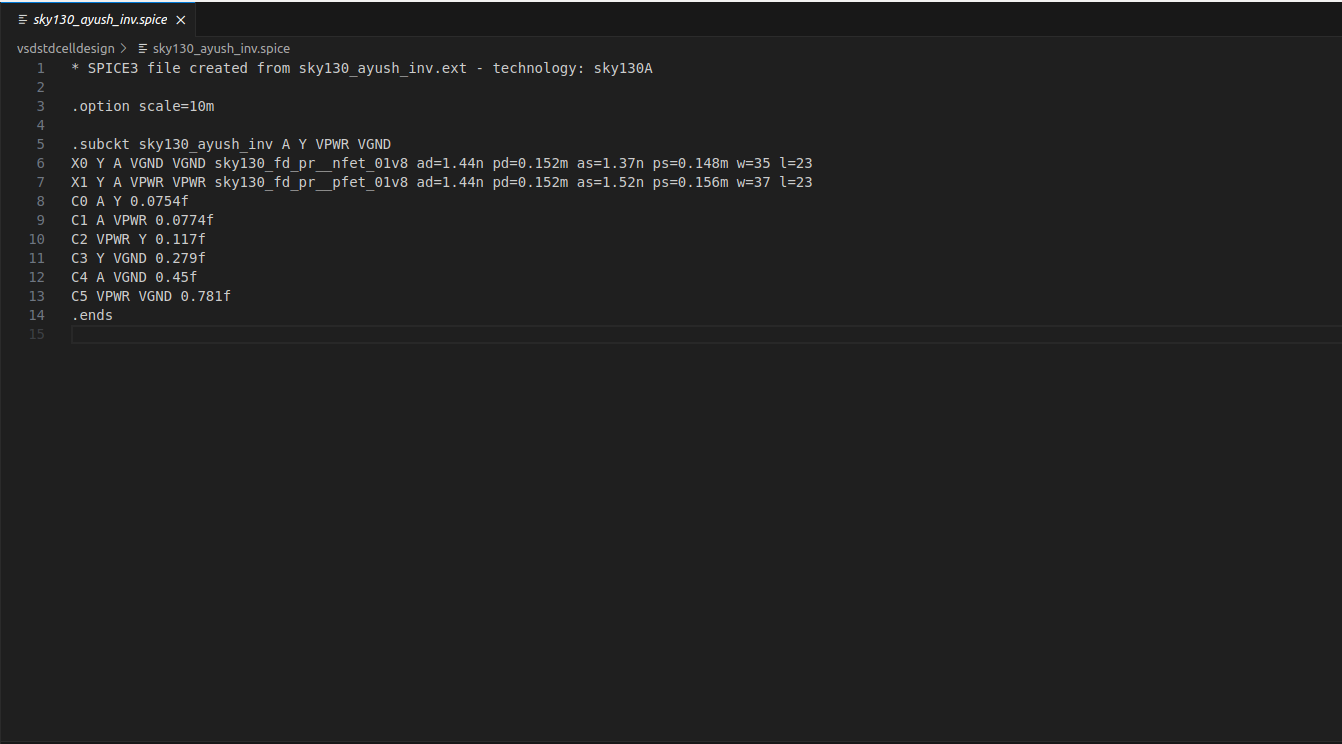 sky130_ayush_inv.spice
vsdstdcelldesign > sky130_ayush_inv.spice
1 * SPICE3 file created from sky130_ayush_inv.ext - technology: sky130A
2
3 .option scale=10m
4
5 .subckt sky130_ayush_inv A Y VPWR VGND
6 X0 Y A VGND VGND sky130_fd_pr__nfet_01v8 ad=1.44n pd=0.152m as=1.37n ps=0.148m w=35 l=23
7 X1 Y A VPWR VPWR sky130_fd_pr__pfet_01v8 ad=1.44n pd=0.152m as=1.52n ps=0.156m w=37 l=23
8 C0 A Y 0.0754f
9 C1 A VPWR 0.0774f
10 C2 VPWR Y 0.117f
11 C3 Y VGND 0.279f
12 C4 A VGND 0.45f
13 C5 VPWR VGND 0.781f
14 .ends
15